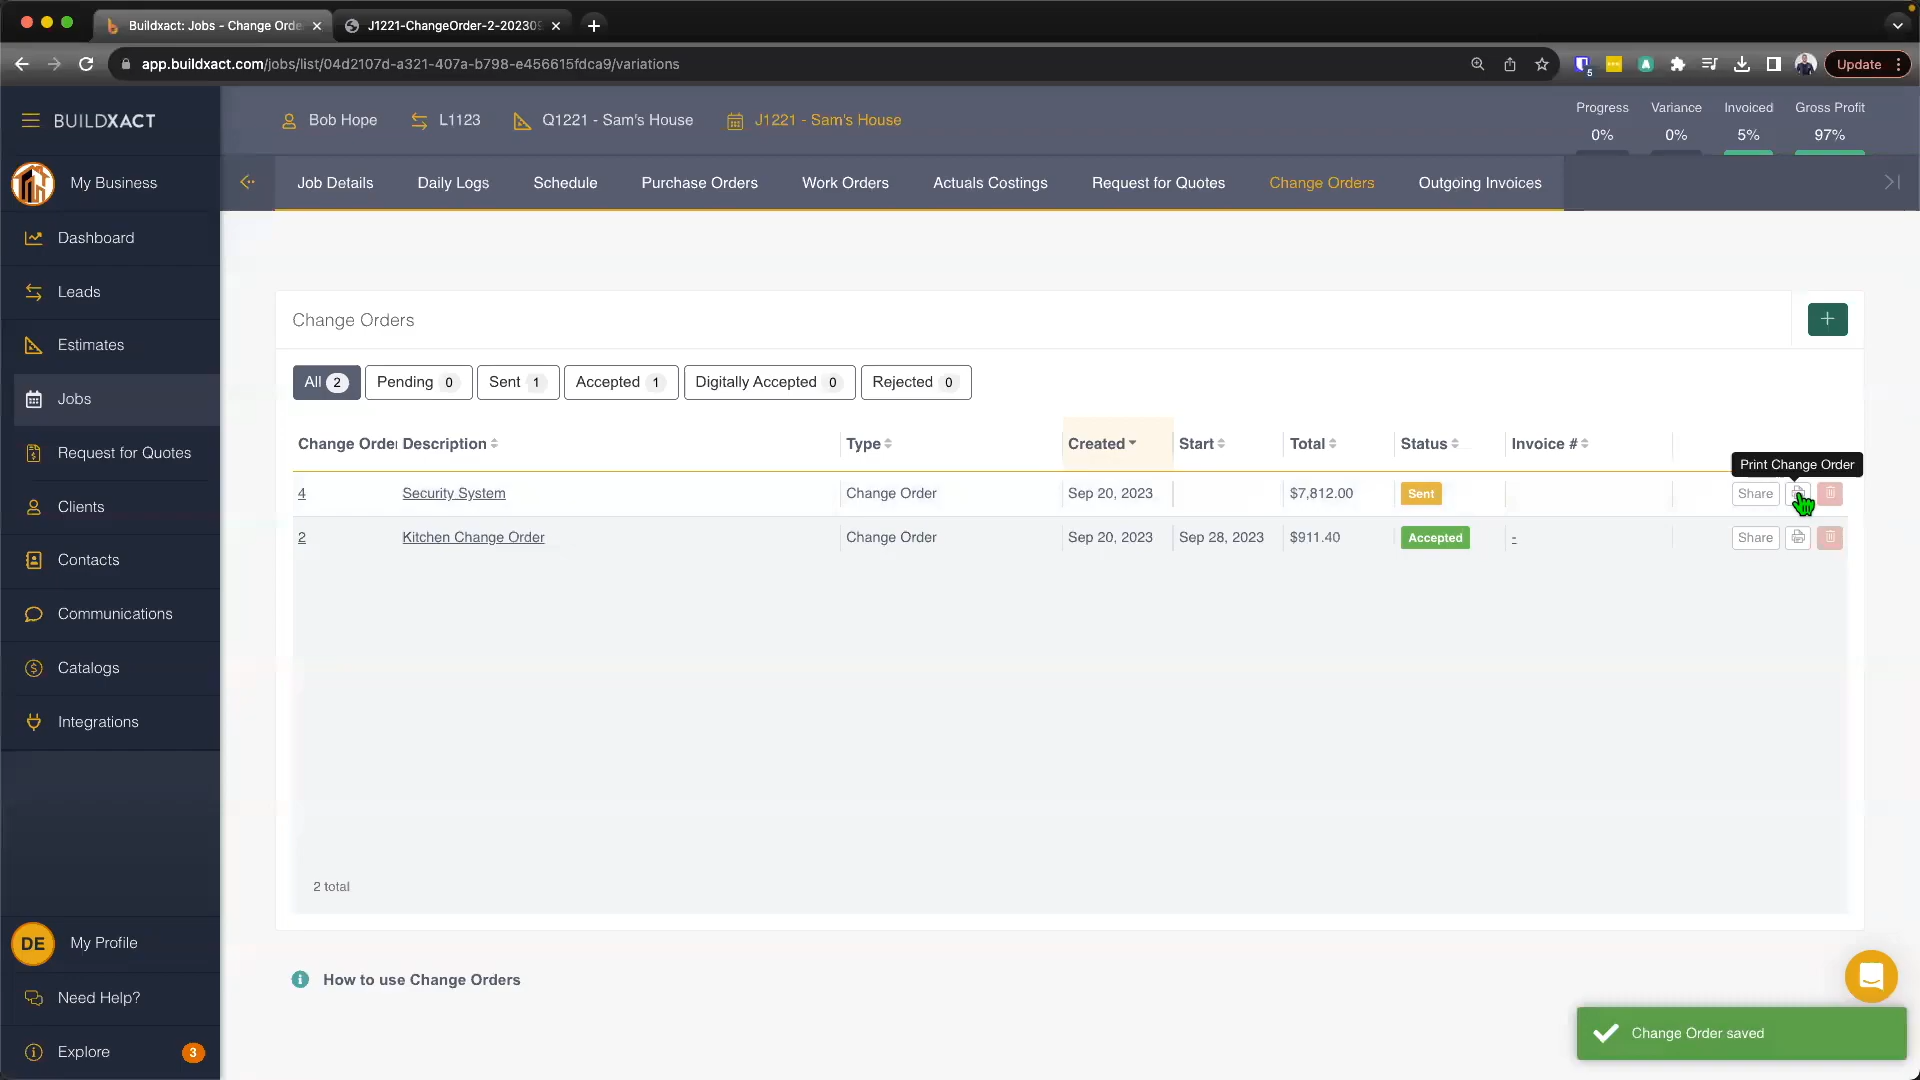 Buildxact: Jobs - Change Orde
J1221-ChangeOrder-2-202309
app.buildxact.com/jobs/list/04d2107d-a321-407a-b798-e456615fdca9/variations
5
Update
BUILDXACT
Bob Hope
L1123
Q1221 - Sam's House
J1221 - Sam's House
Progress
0%
Variance
0%
Invoiced
5%
Gross Profit
97%
My Business
Dashboard
Leads
Estimates
Jobs
Request for Quotes
Clients
Contacts
Communications
Catalogs
Integrations
DE My Profile
Need Help?
Explore 3
Job Details
Daily Logs
Schedule
Purchase Orders
Work Orders
Actuals Costings
Request for Quotes
Change Orders
Outgoing Invoices
Change Orders
+
All 2
Pending 0
Sent 1
Accepted 1
Digitally Accepted 0
Rejected 0
Change Order Description Type Created Start Total Status Invoice #
Print Change Order
4 Security System Change Order Sep 20, 2023 $7,812.00 Sent Share
2 Kitchen Change Order Change Order Sep 20, 2023 Sep 28, 2023 $911.40 Accepted - Share
2 total
How to use Change Orders
Change Order saved